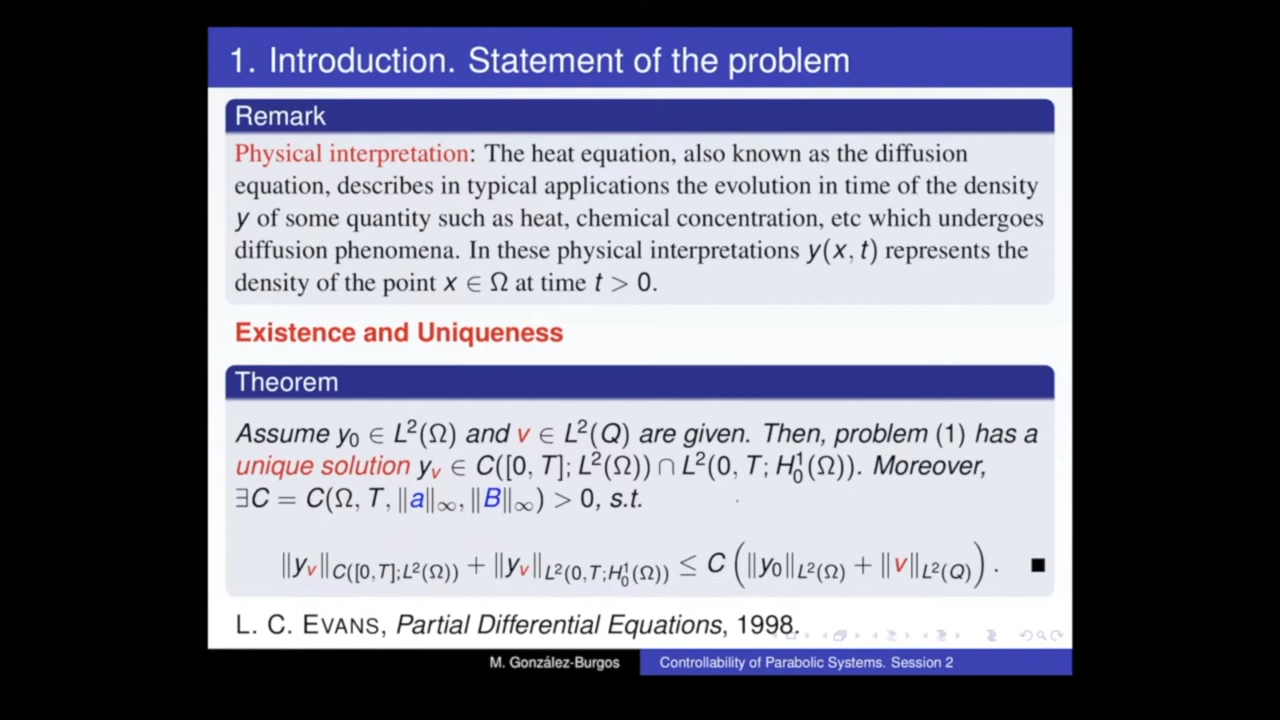 1. Introduction. Statement of the problem
Remark
Physical interpretation: The heat equation, also known as the diffusion
equation, describes in typical applications the evolution in time of the density
y of some quantity such as heat, chemical concentration, etc which undergoes
diffusion phenomena. In these physical interpretations y(x, t) represents the
density of the point x ∈ Ω at time t > 0.
Existence and Uniqueness
Theorem
Assume y₀ ∈ L²(Ω) and v ∈ L²(Q) are given. Then, problem (1) has a
unique solution y_v ∈ C([0, T]; L²(Ω)) ∩ L²(0, T; H₀¹(Ω)). Moreover,
∃C = C(Ω, T, ‖a‖_∞, ‖B‖_∞) > 0, s.t.
‖y_v‖_{C([0,T];L²(Ω))} + ‖y_v‖_{L²(0,T;H₀¹(Ω))} ≤ C (‖y₀‖_{L²(Ω)} + ‖v‖_{L²(Q)}) . ■
L. C. EVANS, Partial Differential Equations, 1998.
M. González-Burgos Controllability of Parabolic Systems. Session 2